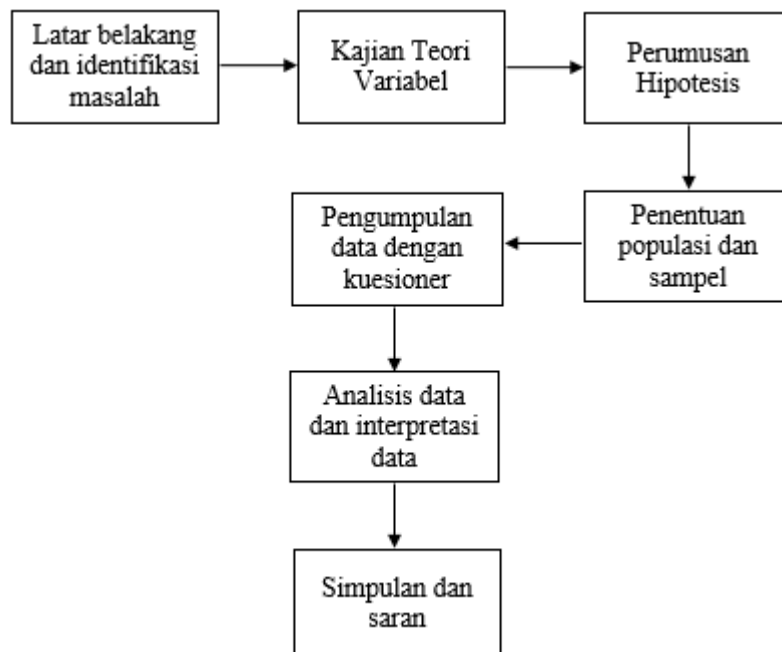 Latar belakang
dan identifikasi
masalah
Kajian Teori
Variabel
Perumusan
Hipotesis
Penentuan
populasi dan
sampel
Pengumpulan
data dengan
kuesioner
Analisis data
dan interpretasi
data
Simpulan dan
saran